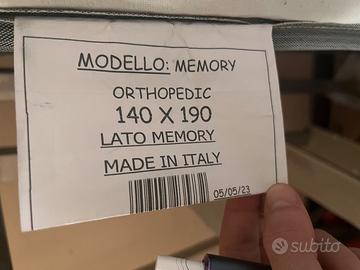 MODELLO: MEMORY
ORTHOPEDIC
140 X 190
LATO MEMORY
MADE IN ITALY
05/05/23
subito